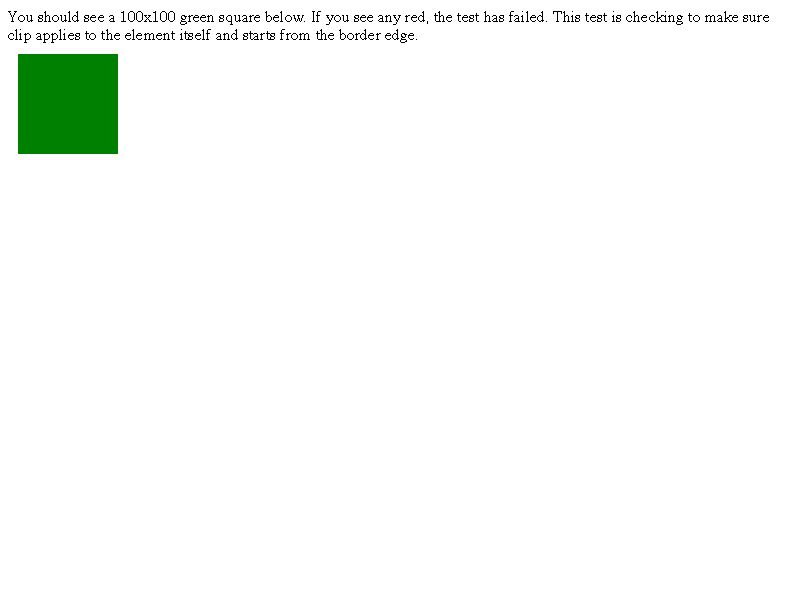 You should see a 100x100 green square below. If you see any red, the test has failed. This test is checking to make sure
clip applies to the element itself and starts from the border edge.